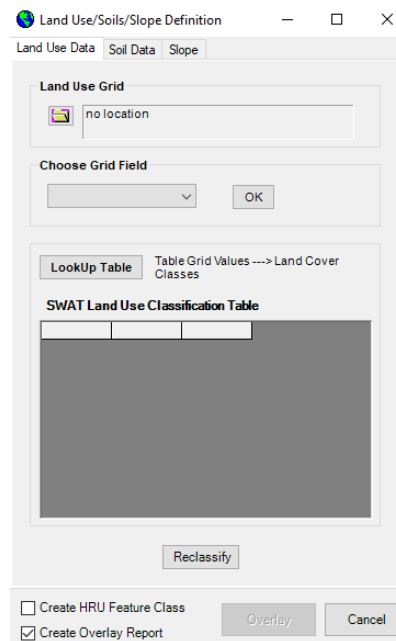 Land Use/Soils/Slope Definition
Land Use Data Soil Data Slope
Land Use Grid
no location
Choose Grid Field
OK
LookUp Table Table Grid Values ---> Land Cover
Classes
SWAT Land Use Classification Table
Reclassify
Create HRU Feature Class
Create Overlay Report
Overlay Cancel